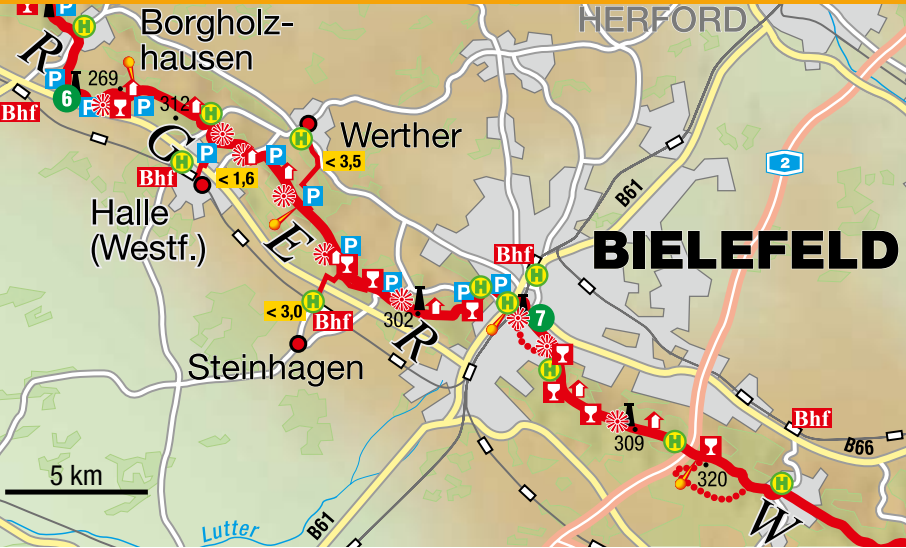 HERFORD
Borgholz-
hausen
P
H
R
P
269
6
P
P
312
H
Bhf
G
Werther
H
< 3,5
P
P
H
Bhf
< 1,6
2
B61
Halle
(Westf.)
P
E
P
Bhf
BIELEFELD
H
P
P
H
P
H
H
< 3,0
Bhf
302
7
R
Steinhagen
H
Bhf
309
H
B66
320
5 km
H
Lutter
B61
W